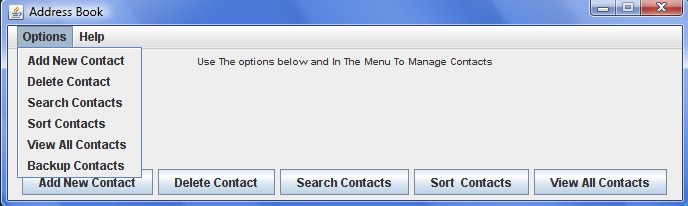 Address Book
Options Help
Add New Contact
Delete Contact
Search Contacts
Sort Contacts
View All Contacts
Backup Contacts
Use The options below and In The Menu To Manage Contacts
Add New Contact Delete Contact Search Contacts Sort Contacts View All Contacts